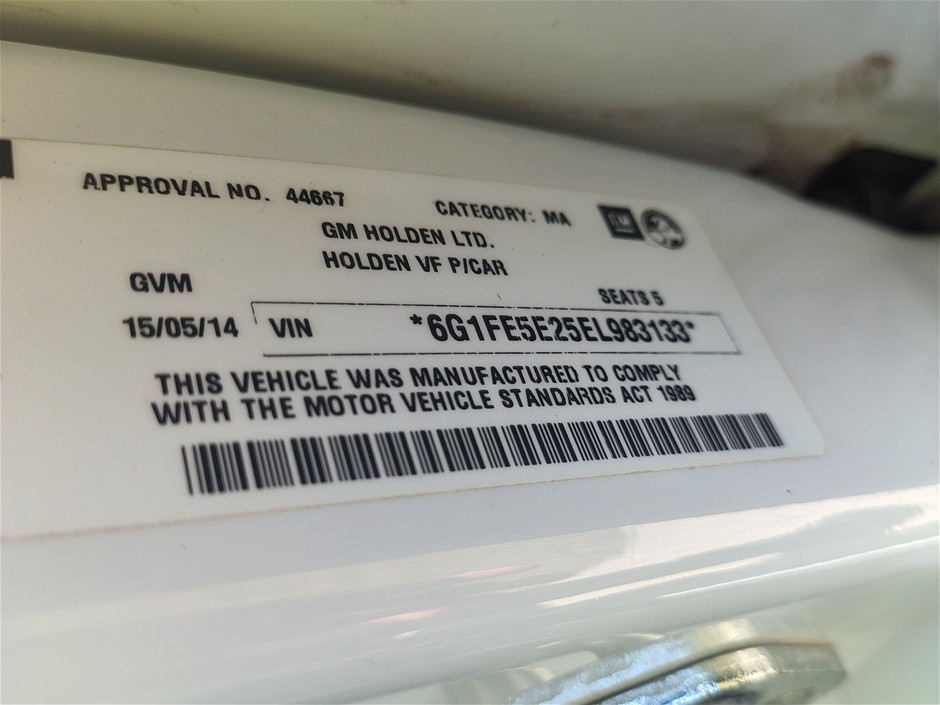 APPROVAL NO. 44667
CATEGORY: MA
GM
GM HOLDEN LTD.
HOLDEN VF P/CAR
GVM
SEATS 5
15/05/14
VIN *6G1FE5E25EL983133*
THIS VEHICLE WAS MANUFACTURED TO COMPLY
WITH THE MOTOR VEHICLE STANDARDS ACT 1989